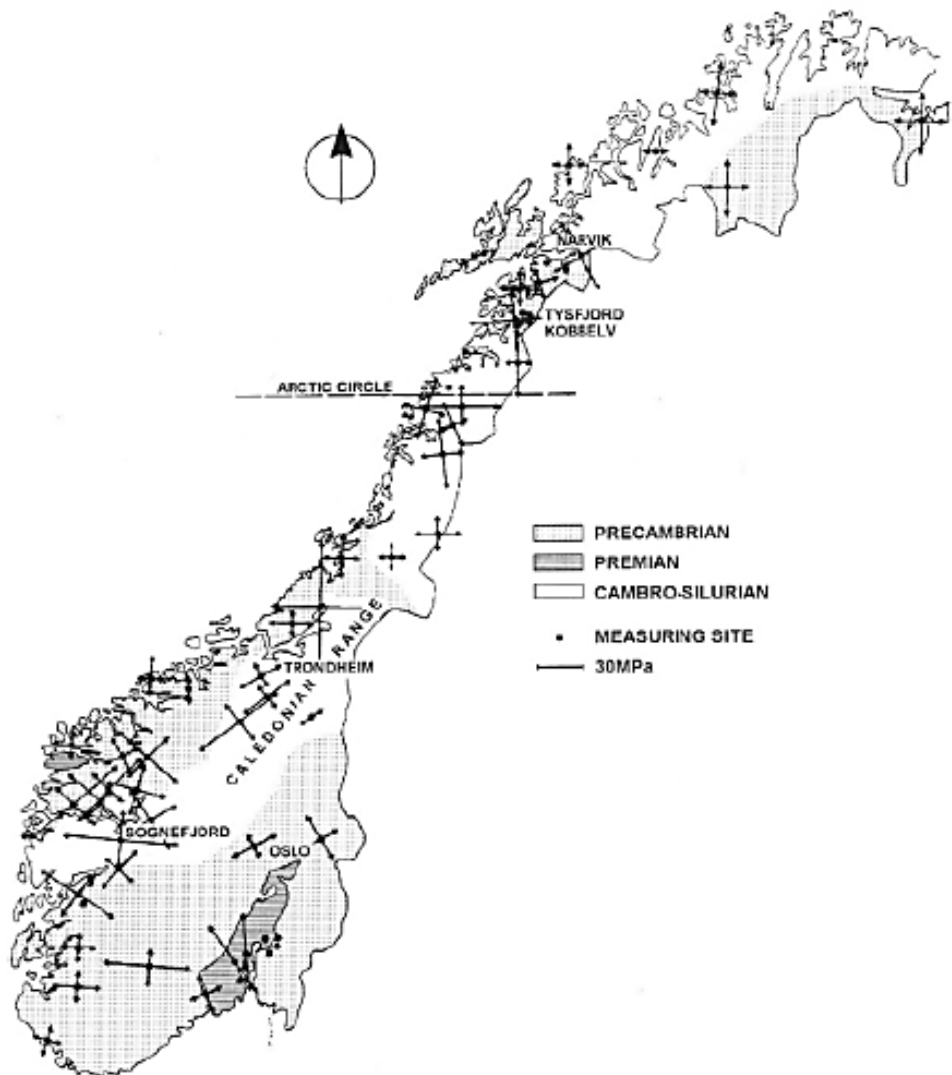 NARVIK
TYSFJORD
KOBBELV
ARCTIC CIRCLE
PRECAMBRIAN
PREMIAN
CAMBRO-SILURIAN
MEASURING SITE
30MPa
CALEDONIAN RANGE
TRONDHEIM
SOGNEFJORD
OSLO